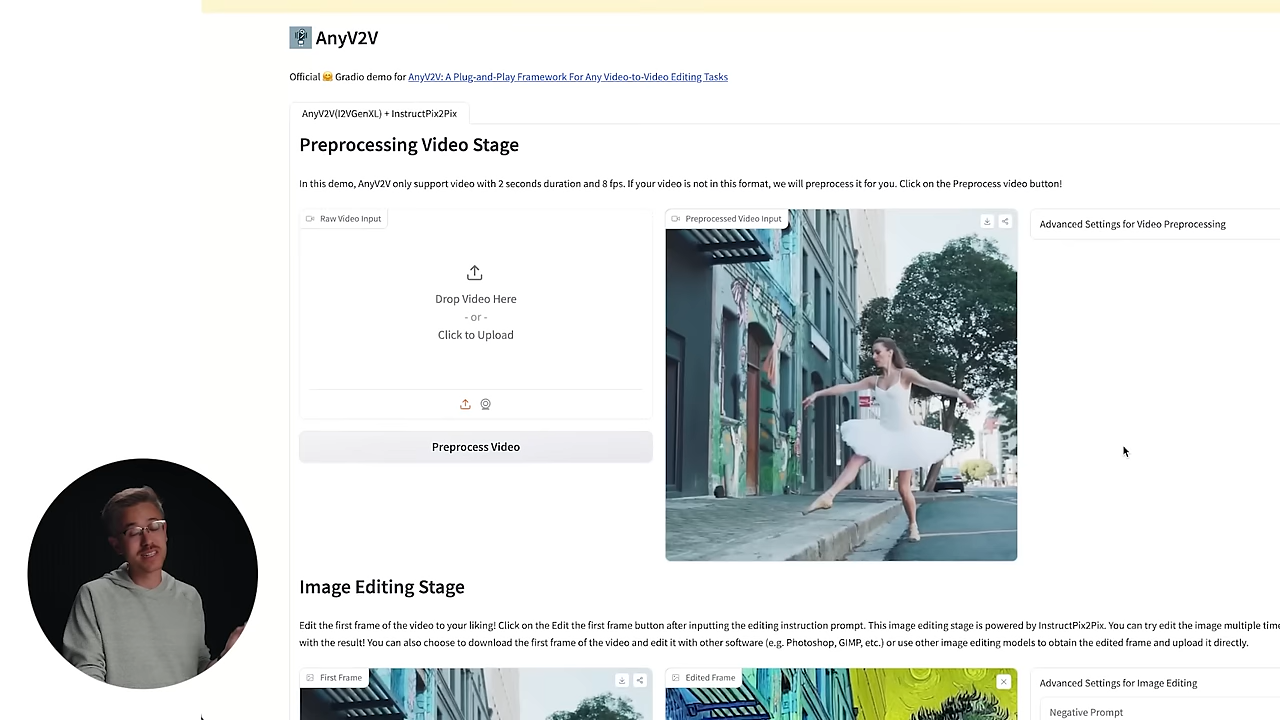 AnyV2V
Official 🤗 Gradio demo for AnyV2V: A Plug-and-Play Framework For Any Video-to-Video Editing Tasks
AnyV2V(I2VGenXL) + InstructPix2Pix
Preprocessing Video Stage
In this demo, AnyV2V only support video with 2 seconds duration and 8 fps. If your video is not in this format, we will preprocess it for you. Click on the Preprocess video button!
Raw Video Input
Drop Video Here
- or -
Click to Upload
Preprocess Video
Preprocessed Video Input
Advanced Settings for Video Preprocessing
Image Editing Stage
Edit the first frame of the video to your liking! Click on the Edit the first frame button after inputting the editing instruction prompt. This image editing stage is powered by InstructPix2Pix. You can try edit the image multiple time
with the result! You can also choose to download the first frame of the video and edit it with other software (e.g. Photoshop, GIMP, etc.) or use other image editing models to obtain the edited frame and upload it directly.
First Frame
Edited Frame
Advanced Settings for Image Editing
Negative Prompt